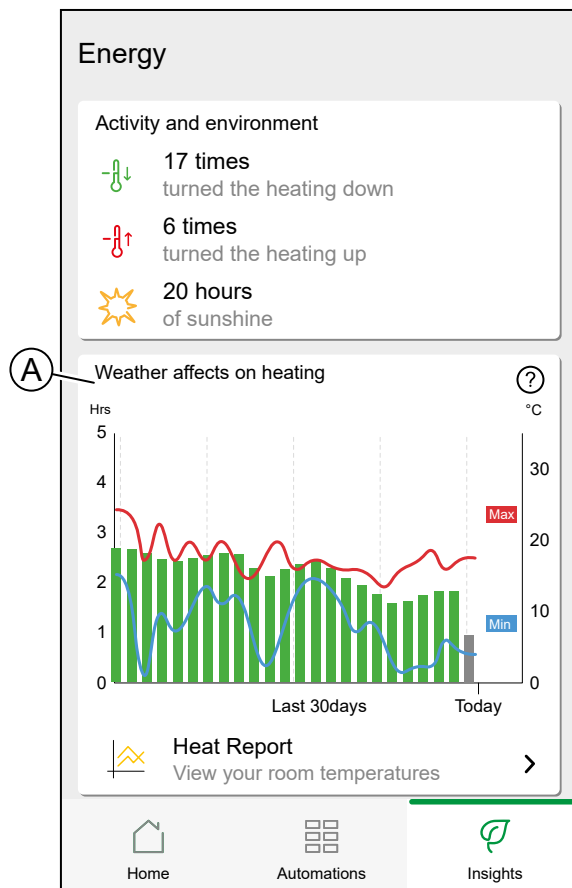 Energy
Activity and environment
17 times
turned the heating down
6 times
turned the heating up
20 hours
of sunshine
A
Weather affects on heating
?
Hrs
°C
5
4
3
2
1
0
30
20
10
0
Max
Min
Last 30days
Today
Heat Report
View your room temperatures
Home
Automations
Insights